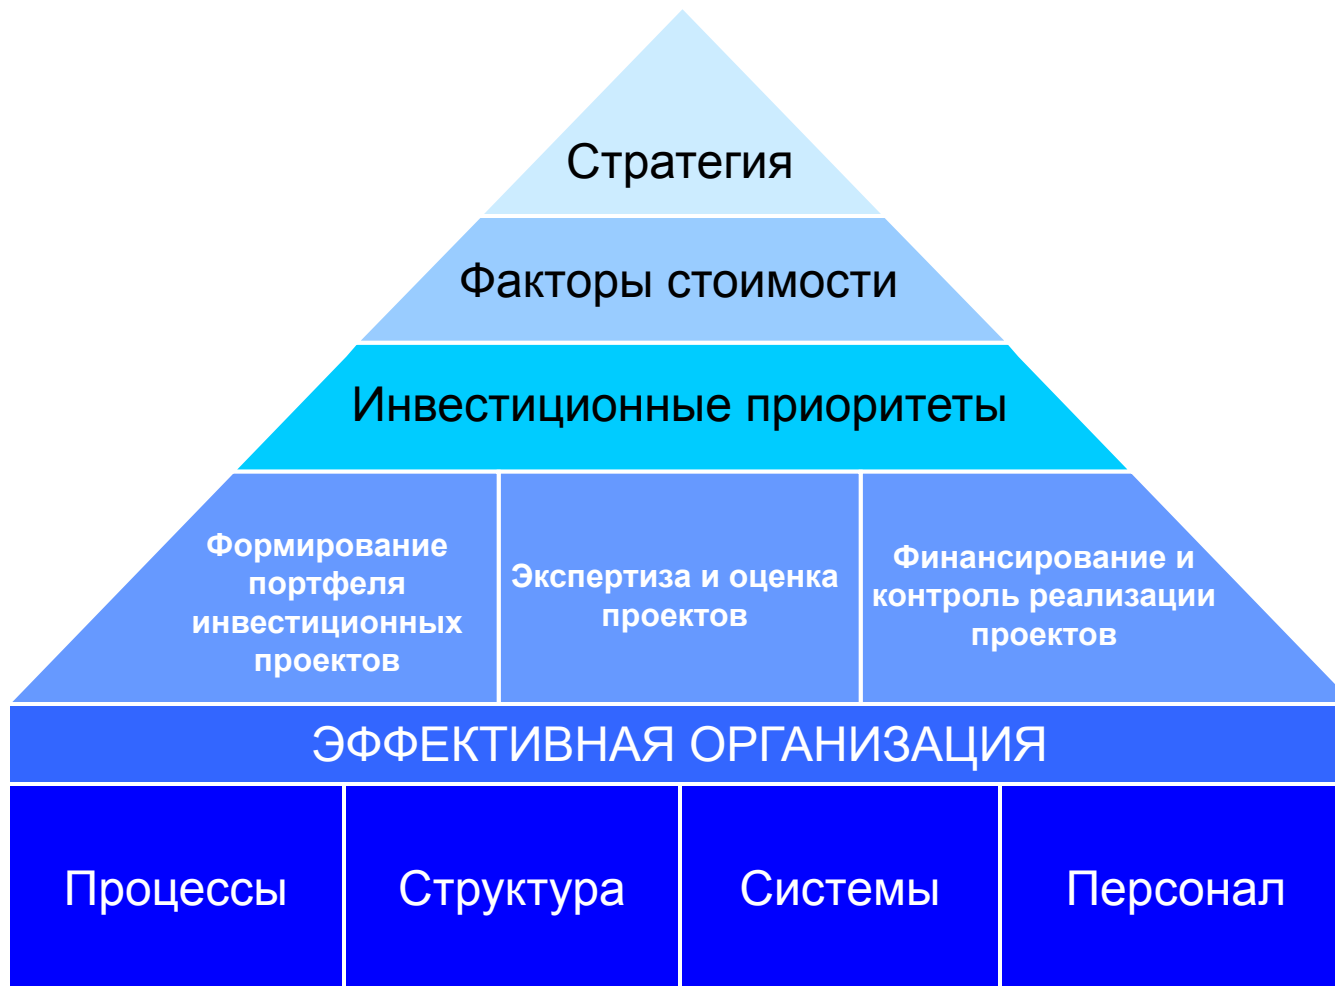 Стратегия
Факторы стоимости
Инвестиционные приоритеты
Формирование
портфеля
инвестиционных
проектов
Экспертиза и оценка
проектов
Финансирование и
контроль реализации
проектов
ЭФФЕКТИВНАЯ ОРГАНИЗАЦИЯ
Процессы
Структура
Системы
Персонал